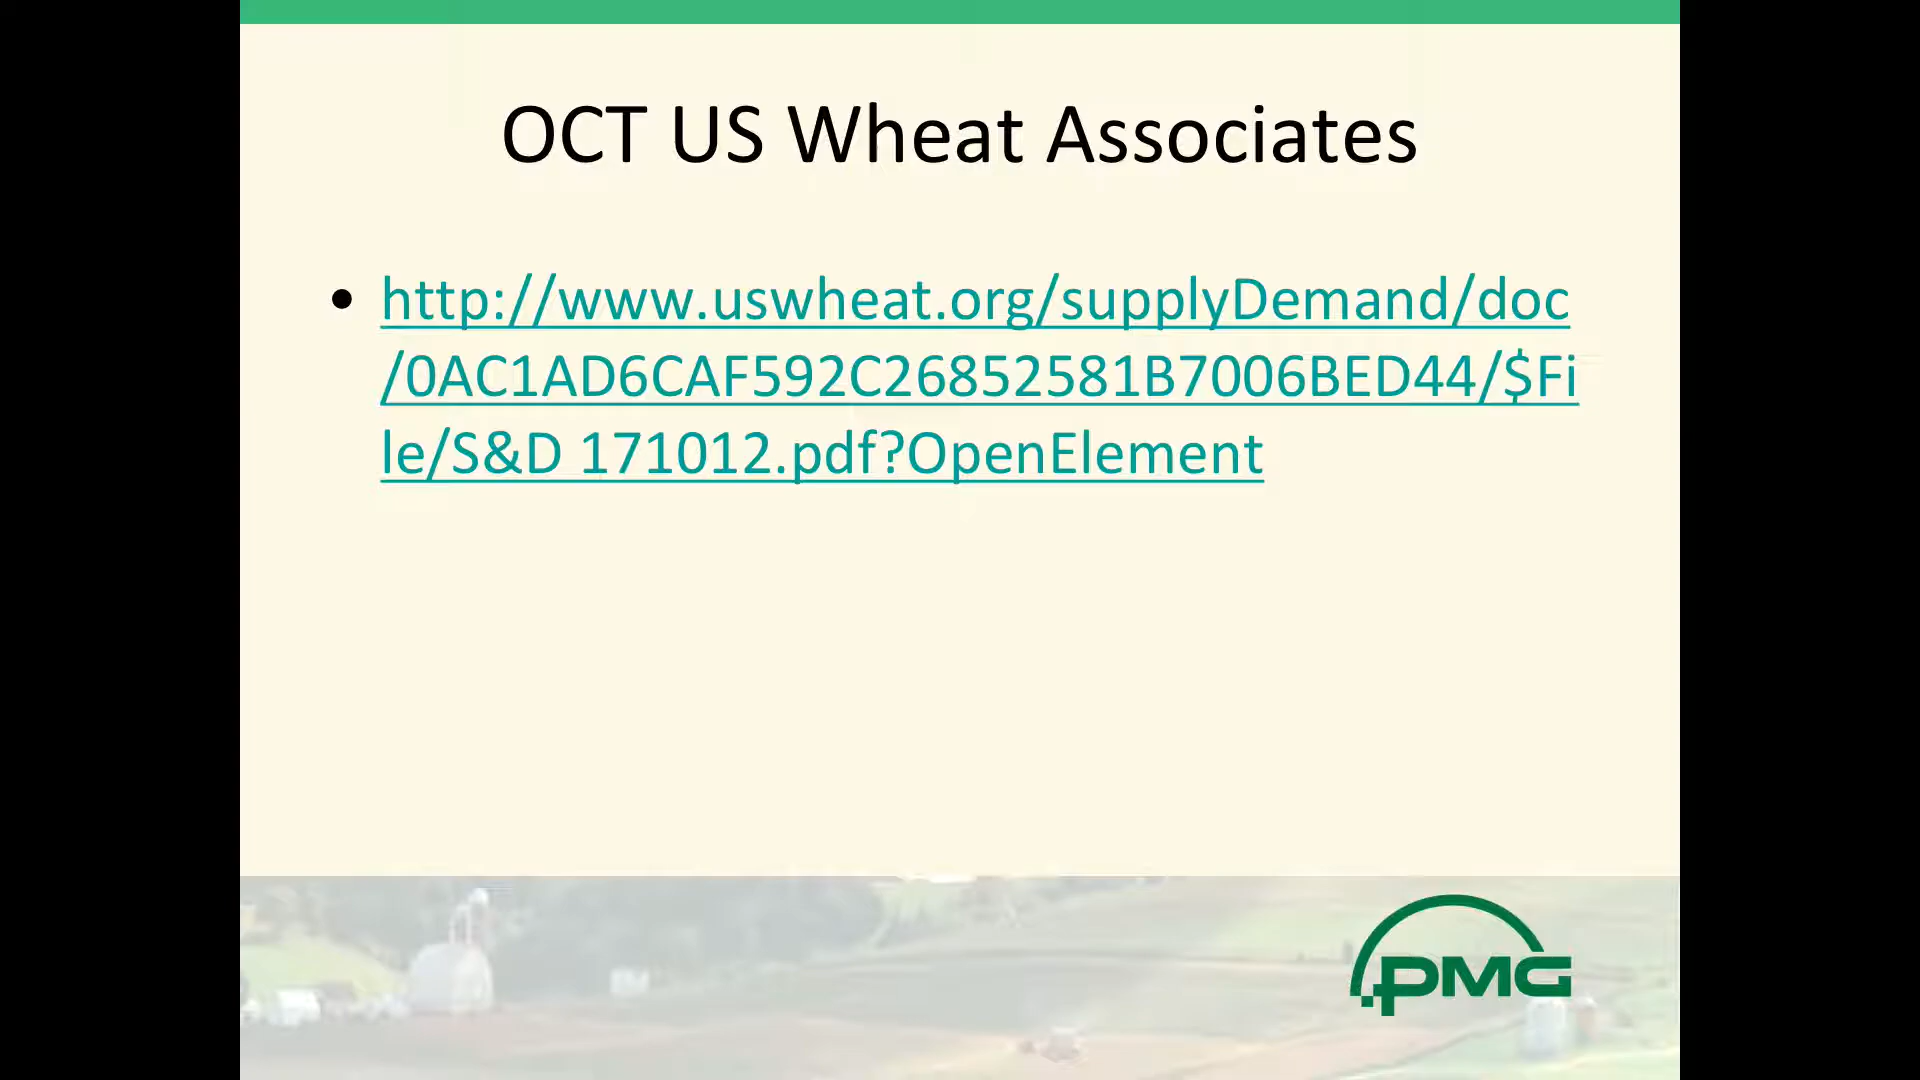 OCT US Wheat Associates
• http://www.uswheat.org/supplyDemand/doc
/0AC1AD6CAF592C26852581B7006BED44/$Fi
le/S&D 171012.pdf?OpenElement
PMG